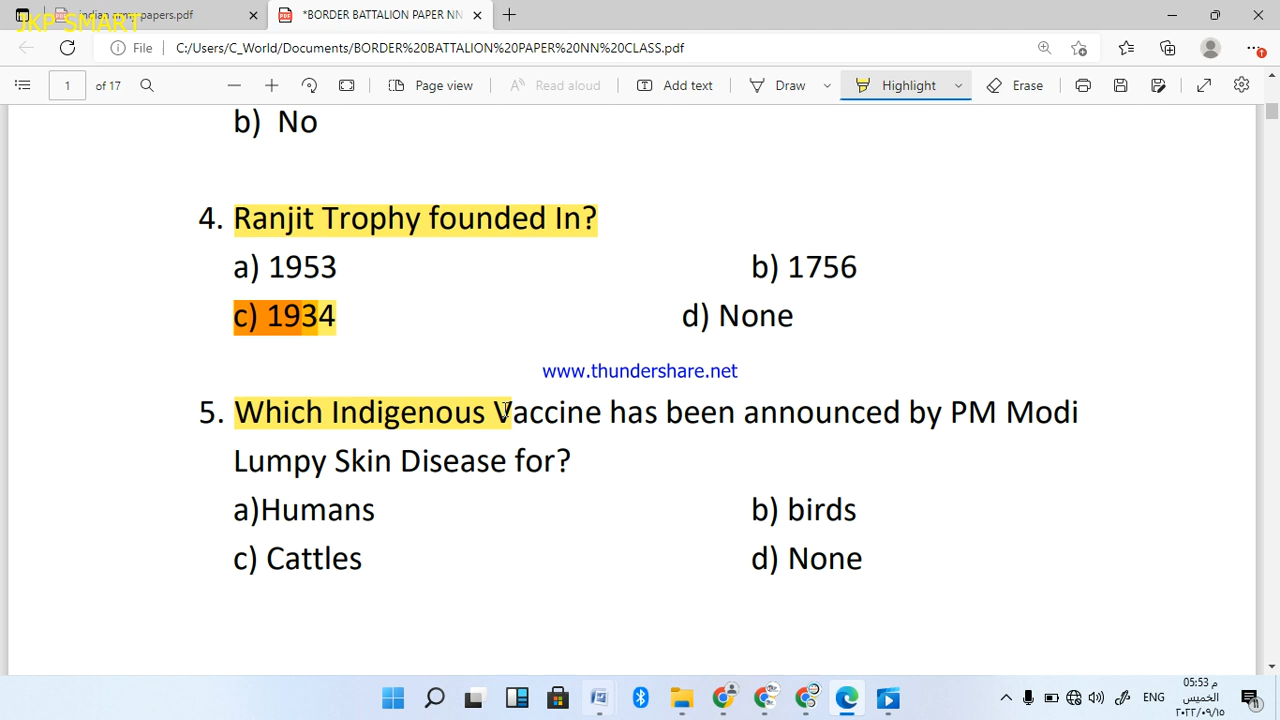 JKP SMART
indian newspapers.pdf
*BORDER BATTALION PAPER NN
File
C:/Users/C_World/Documents/BORDER%20BATTALION%20PAPER%20NN%20CLASS.pdf
1 of 17
Page view
Read aloud
Add text
Draw
Highlight
Erase
b) No
4. Ranjit Trophy founded In?
a) 1953 b) 1756
c) 1934 d) None
www.thundershare.net
5. Which Indigenous Vaccine has been announced by PM Modi
Lumpy Skin Disease for?
a)Humans b) birds
c) Cattles d) None
ENG
05:53 م
الخميس
٢٠٢٢/٠٩/١٥